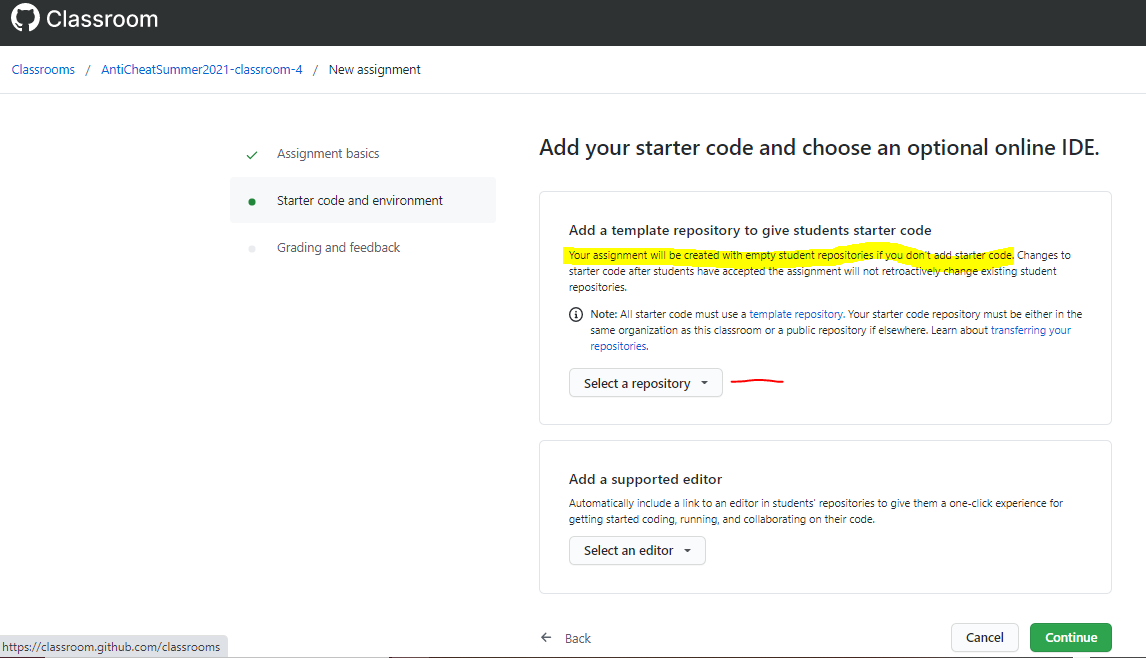 Classroom
Classrooms / AntiCheatSummer2021-classroom-4 / New assignment
Assignment basics
Starter code and environment
Grading and feedback
Add your starter code and choose an optional online IDE.
Add a template repository to give students starter code
Your assignment will be created with empty student repositories if you don't add starter code. Changes to
starter code after students have accepted the assignment will not retroactively change existing student
repositories.
Note: All starter code must use a template repository. Your starter code repository must be either in the
same organization as this classroom or a public repository if elsewhere. Learn about transferring your
repositories.
Select a repository
Add a supported editor
Automatically include a link to an editor in students' repositories to give them a one-click experience for
getting started coding, running, and collaborating on their code.
Select an editor
Back
Cancel
Continue
https://classroom.github.com/classrooms